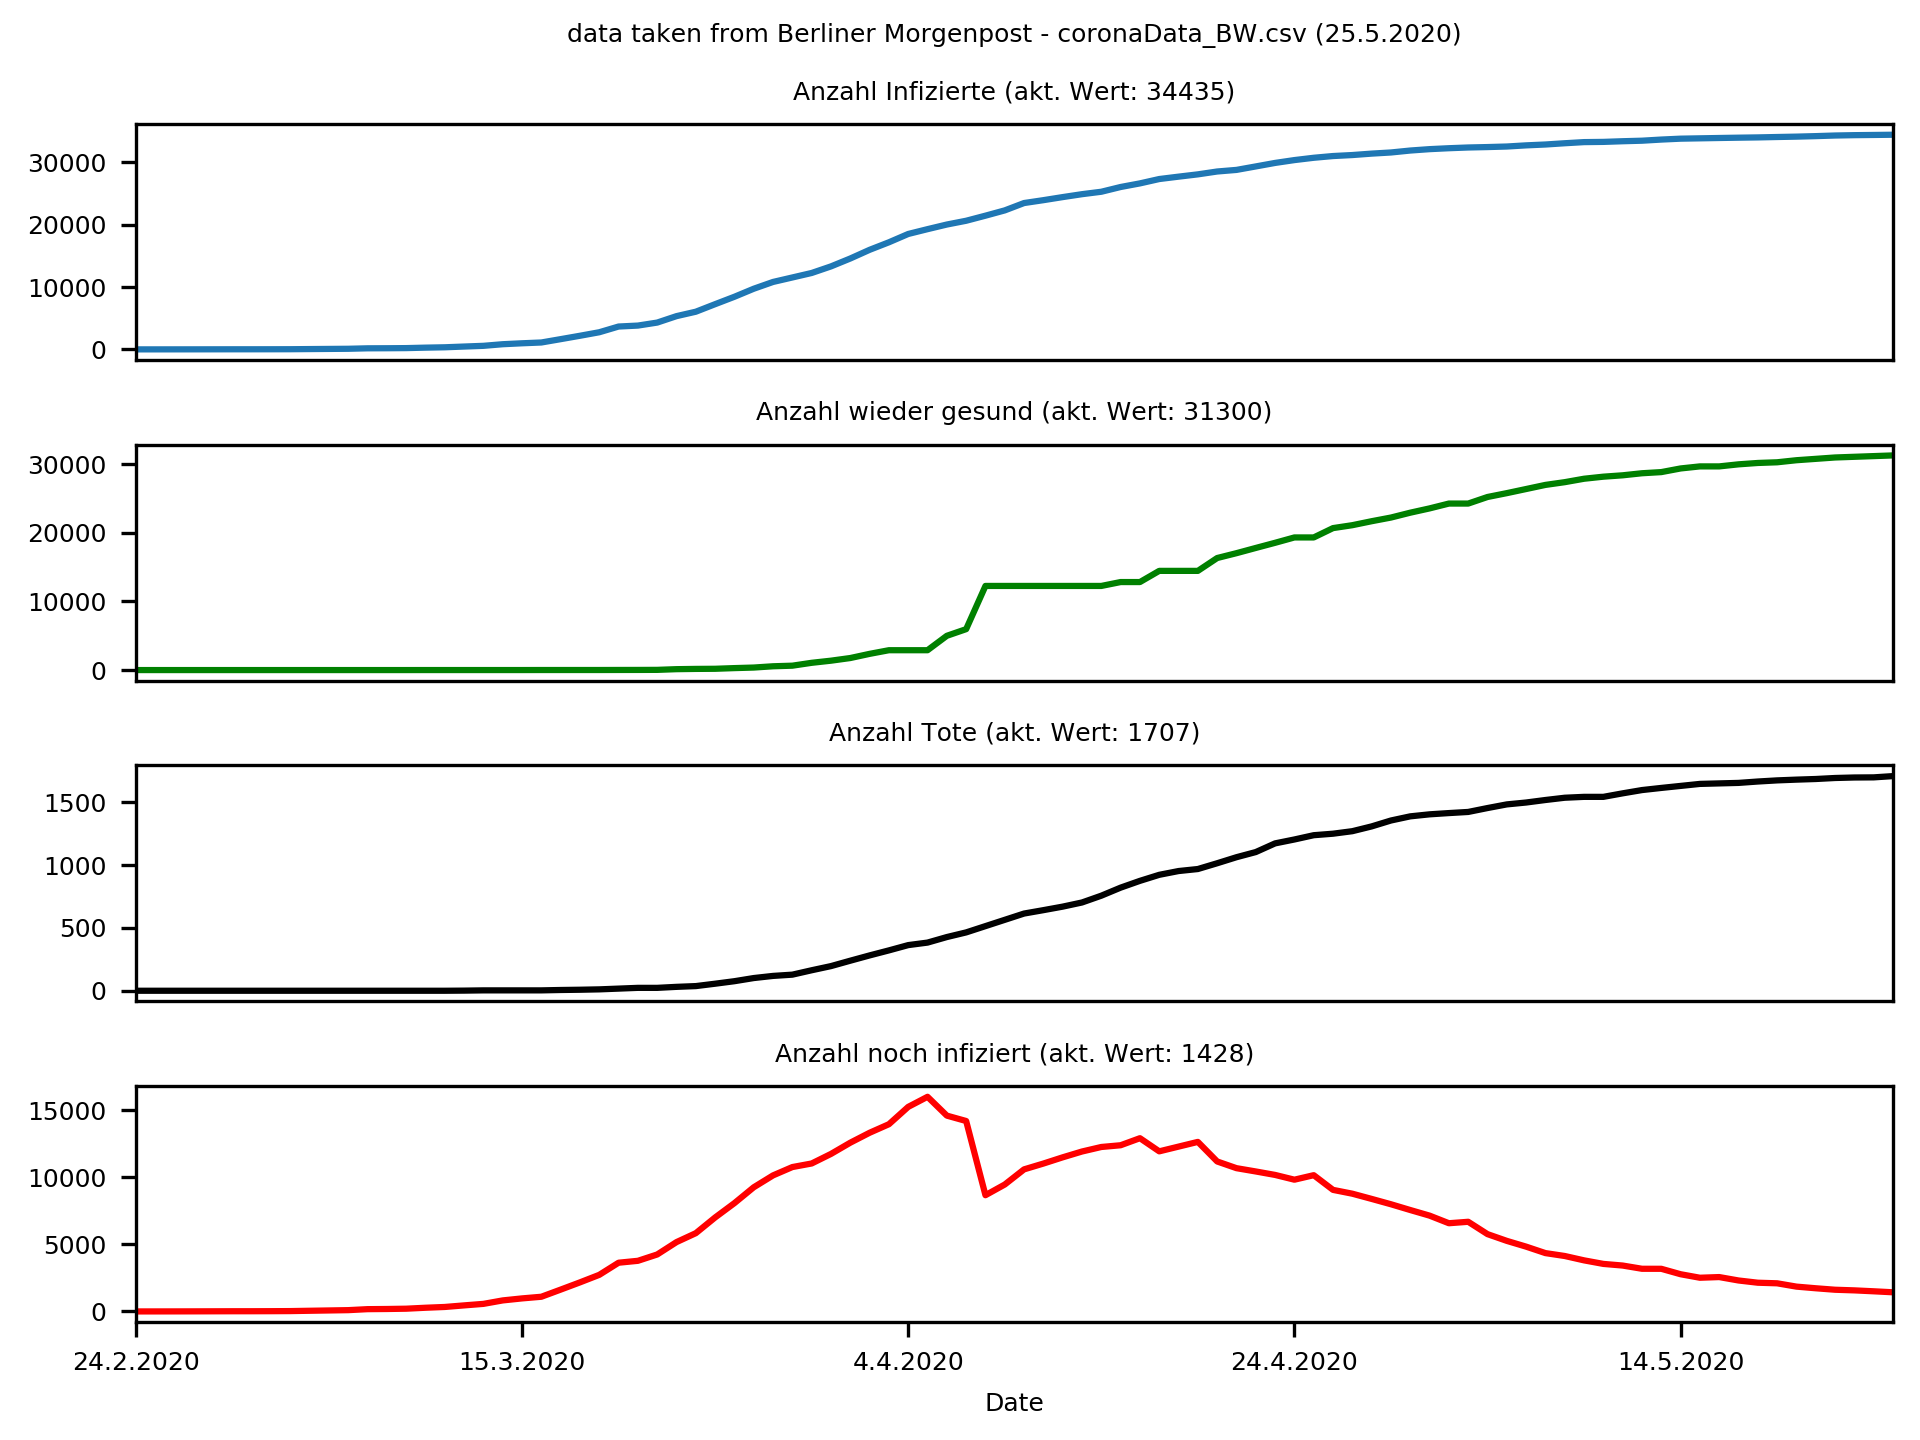 data taken from Berliner Morgenpost - coronaData_BW.csv (25.5.2020)
Anzahl Infizierte (akt. Wert: 34435)
30000
20000
10000
0
Anzahl wieder gesund (akt. Wert: 31300)
30000
20000
10000
0
Anzahl Tote (akt. Wert: 1707)
1500
1000
500
0
Anzahl noch infiziert (akt. Wert: 1428)
15000
10000
5000
0
24.2.2020 15.3.2020 4.4.2020 24.4.2020 14.5.2020
Date